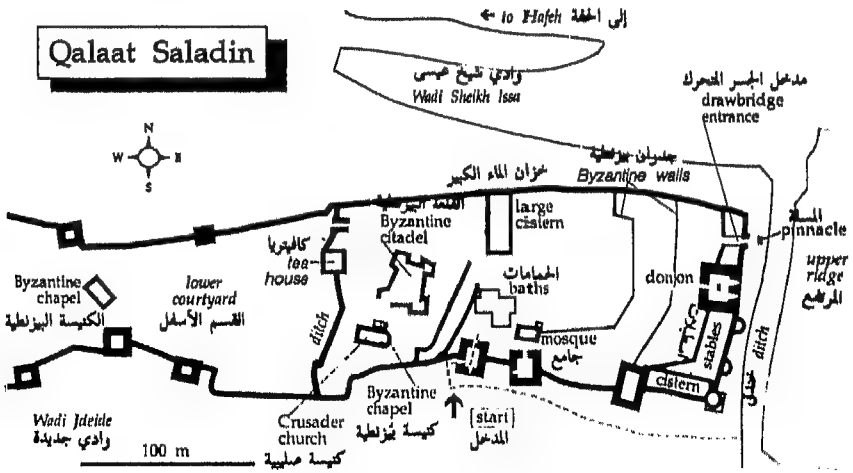 Qalaat Saladin
← to Hafeh إلى الحفة
وادي شيخ عيسى
Wadi Sheikh Issa
مدخل الجسر المتحرك
drawbridge
entrance
N
W E
S
جدران بيزنطية
Byzantine walls
خزان الماء الكبير
large
cistern
القلعة البيزنطية
Byzantine
citadel
كافيتريا
tea
house
المسلة
pinnacle
upper
ridge
المرتفع
donjon
الحمامات
baths
Byzantine
chapel
الكنيسة البيزنطية
lower
courtyard
القسم الأسفل
ditch
mosque
جامع
stables
cistern
ditch
خندق
Wadi Jdeide
وادي جديدة
Crusader
church
كنيسة صليبية
Byzantine
chapel
كنيسة بيزنطية
[start]
المدخل
100 m